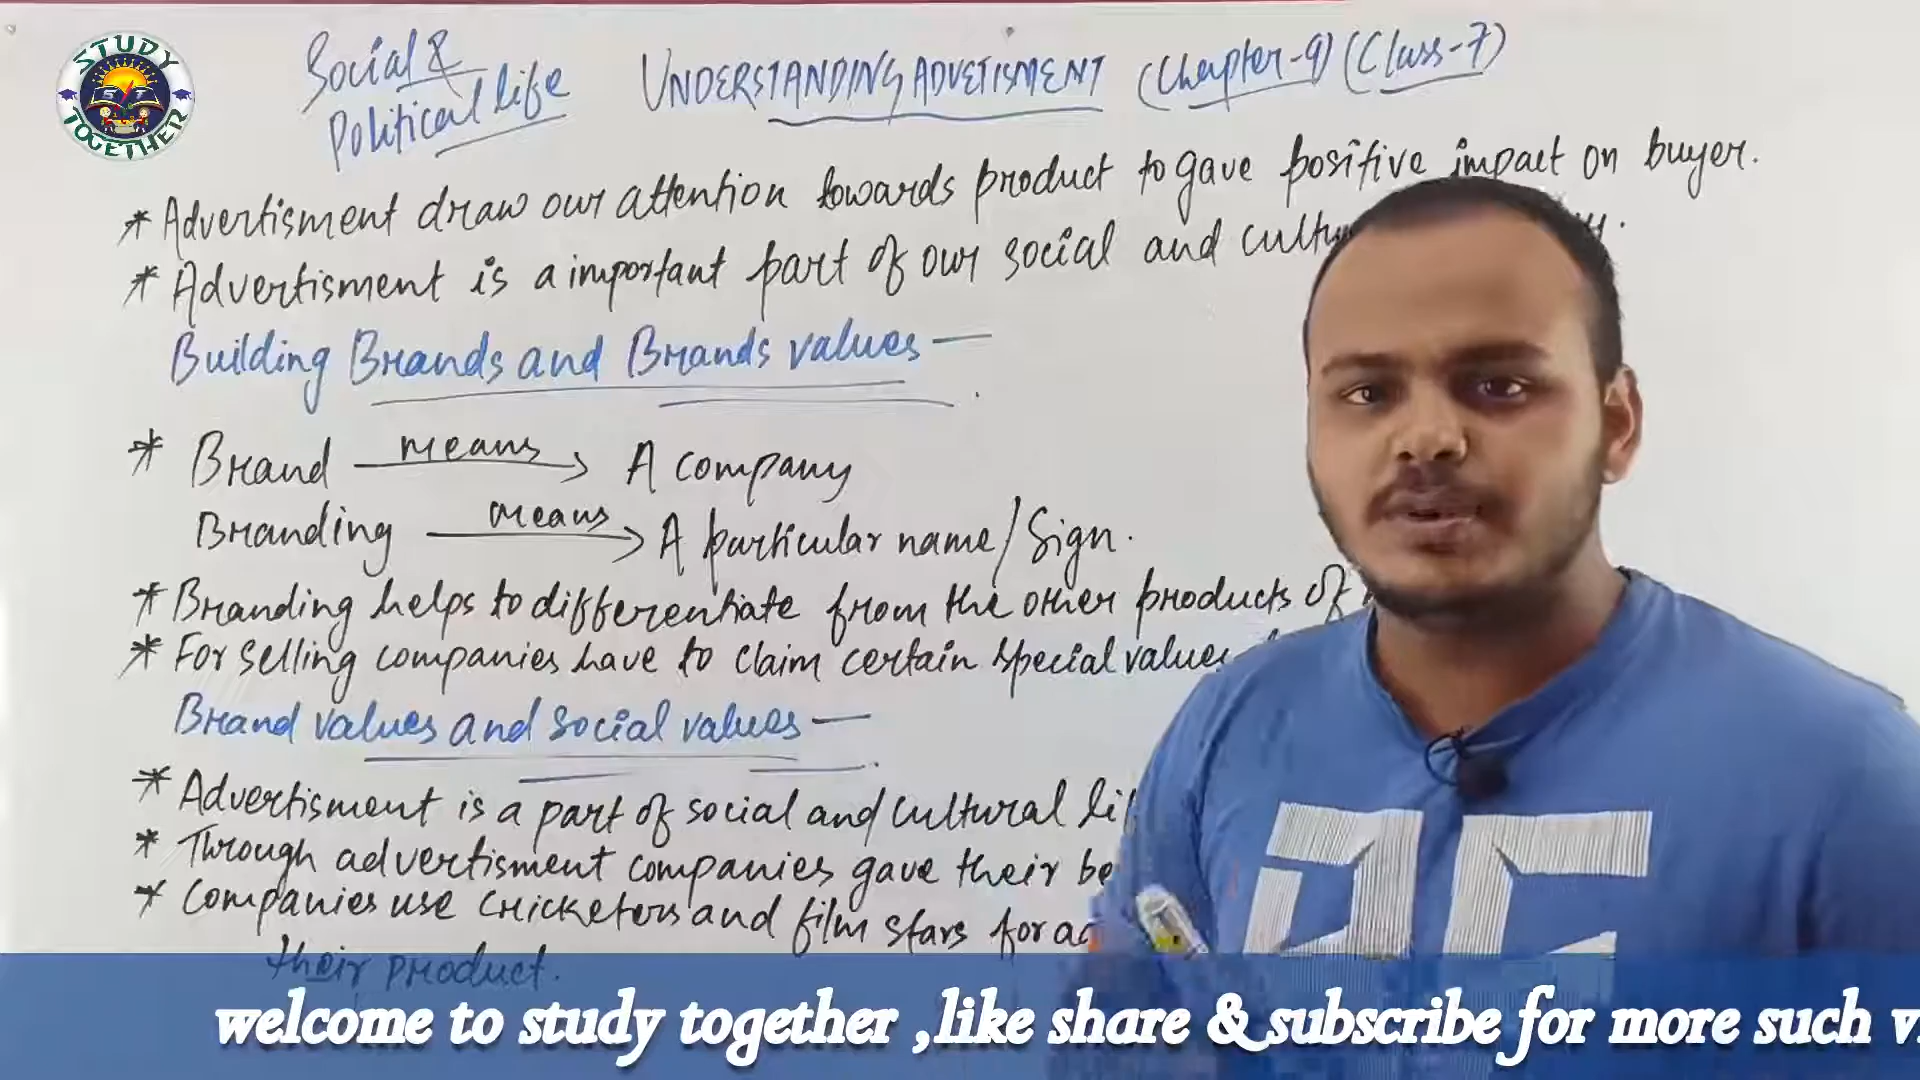 STUDY
ST
TOGETHER
Social &
Political life
UNDERSTANDING ADVETISMENT (Chapter-9) (Class-7)
* Advertisment draw our attention towards product to gave positive impact on buyer.
* Advertisment is a important part of our social and
Building Brands and Brands values —
* Brand means A company
Branding means A particular name/Sign.
* Branding helps to differentiate from the other products of
* For selling companies have to claim certain special values
Brand values and social values —
* Advertisment is a part of social and cultural
* Through advertisment companies gave their
* Companies use cricketers and film stars for
their product.
welcome to study together ,like share & subscribe for more such